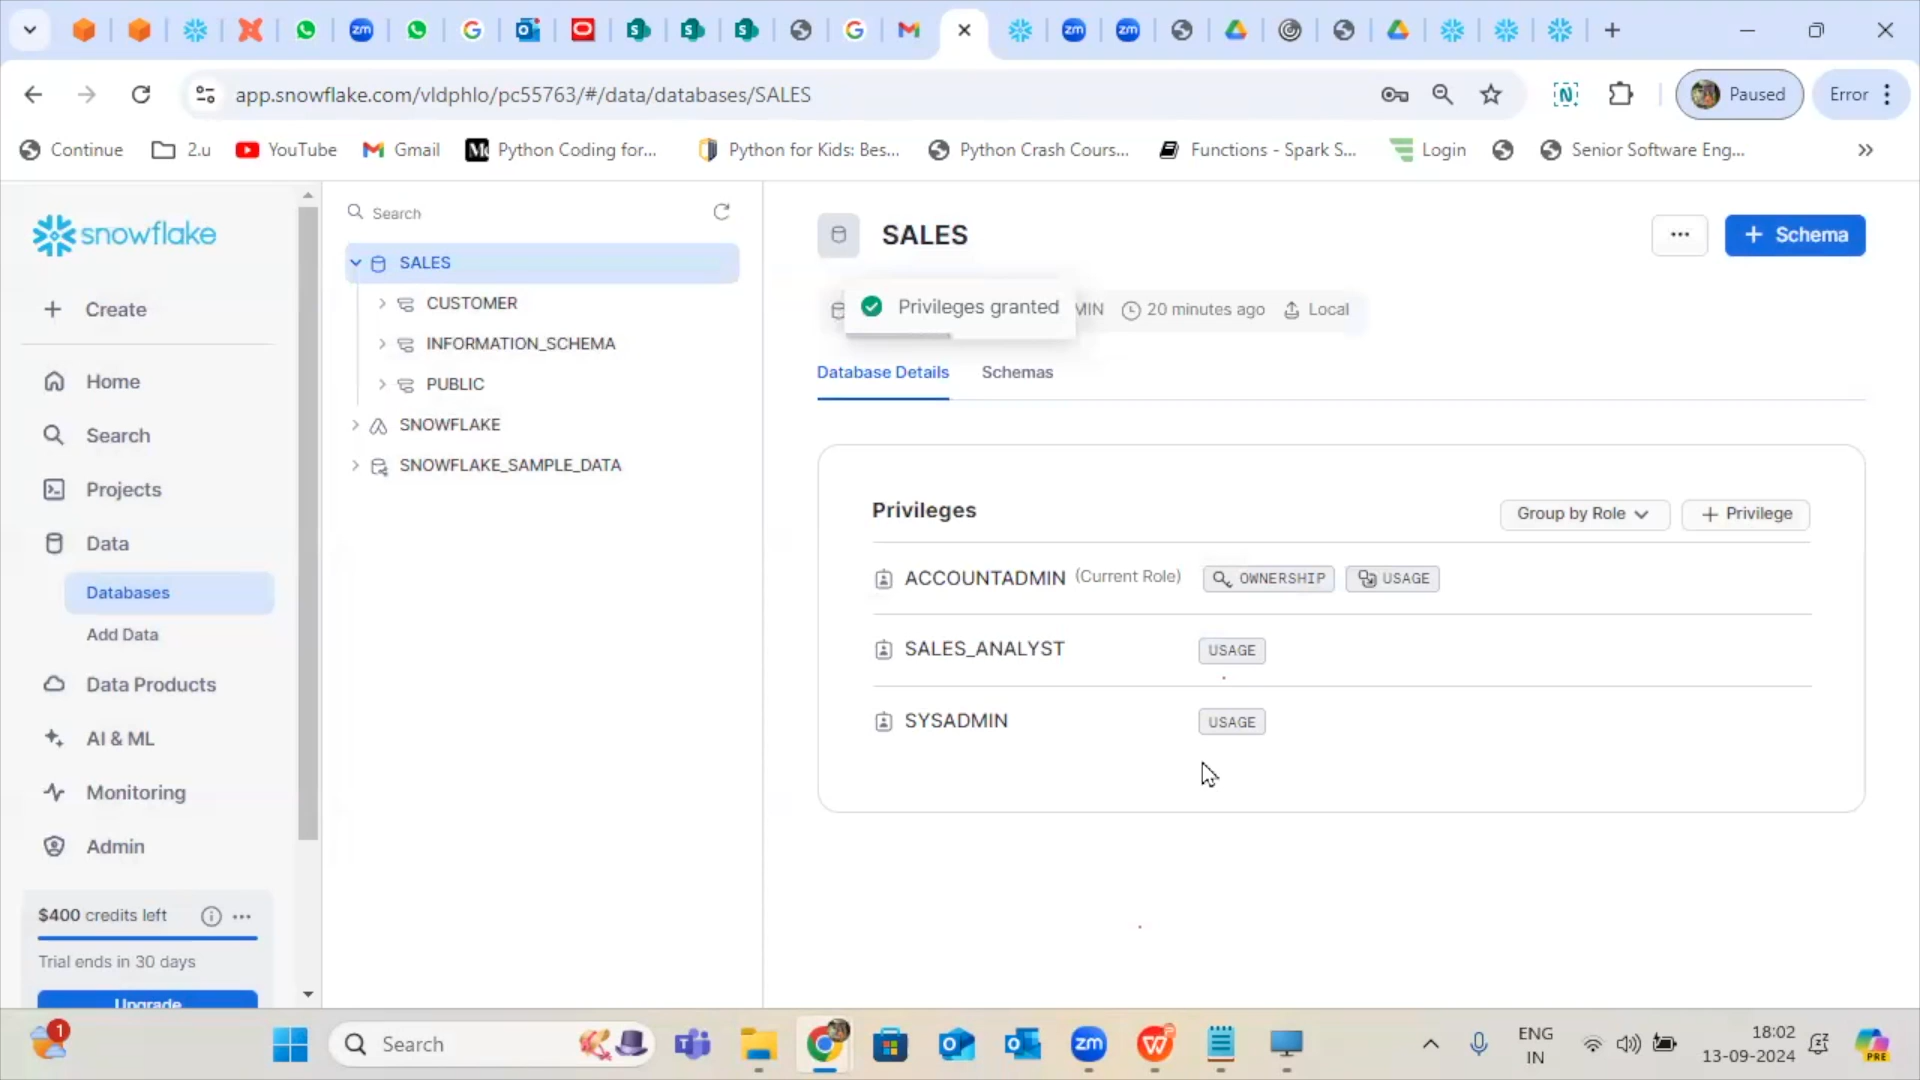 app.snowflake.com/vldphlo/pc55763/#/data/databases/SALES
Paused
Error
Continue
2.u
YouTube
Gmail
Python Coding for...
Python for Kids: Bes...
Python Crash Cours...
Functions - Spark S...
Login
Senior Software Eng...
snowflake
Create
Home
Search
Projects
Data
Databases
Add Data
Data Products
AI & ML
Monitoring
Admin
$400 credits left
Trial ends in 30 days
Upgrade
Search
SALES
CUSTOMER
INFORMATION_SCHEMA
PUBLIC
SNOWFLAKE
SNOWFLAKE_SAMPLE_DATA
SALES
+ Schema
Privileges granted
MIN
20 minutes ago
Local
Database Details
Schemas
Privileges
Group by Role
+ Privilege
ACCOUNTADMIN (Current Role) OWNERSHIP USAGE
SALES_ANALYST USAGE
SYSADMIN USAGE
1
Search
zm
ENG
IN
18:02
13-09-2024
PRE